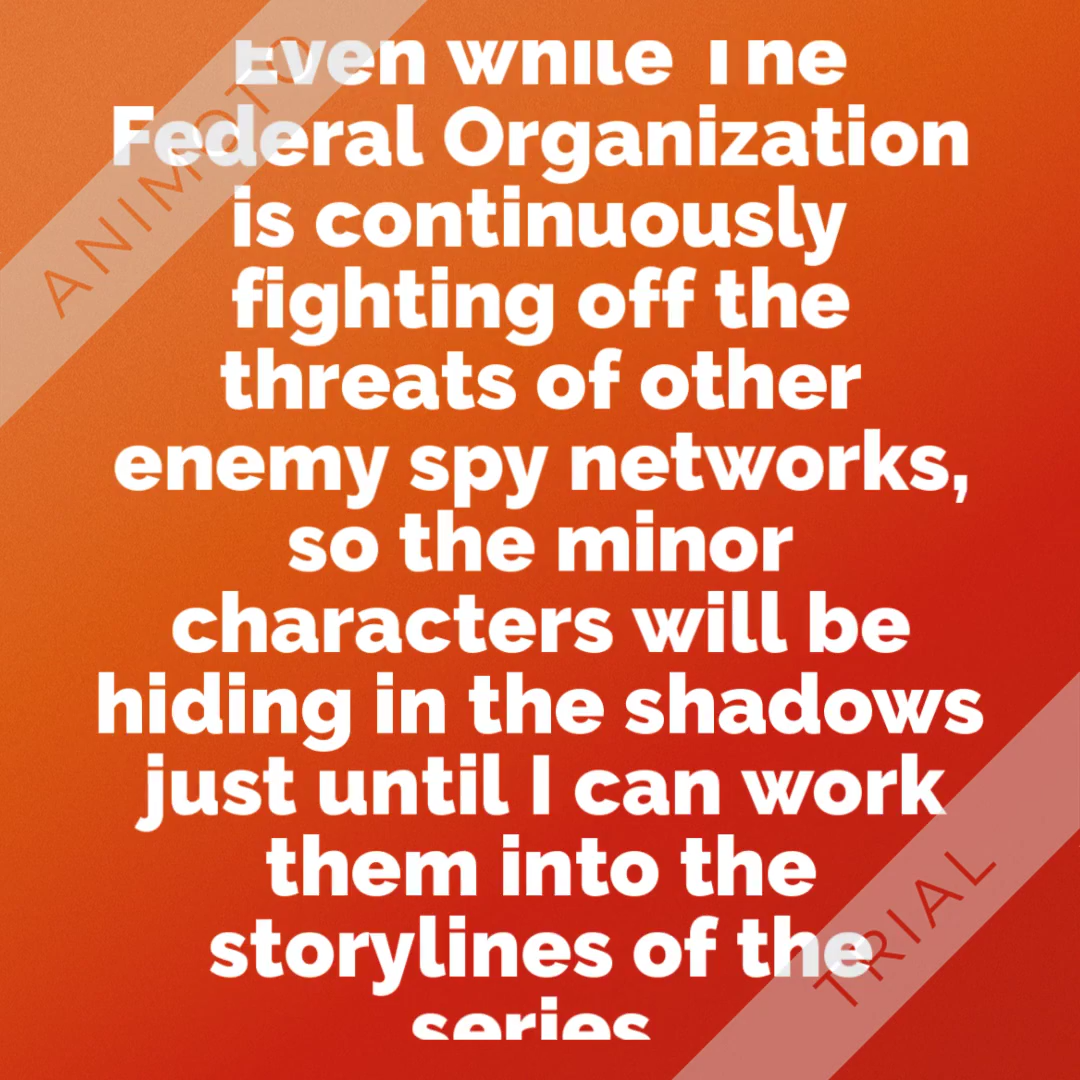 Even while The
Federal Organization
is continuously
fighting off the
threats of other
enemy spy networks,
so the minor
characters will be
hiding in the shadows
just until I can work
them into the
storylines of the
series
ANIMOTO
TRIAL